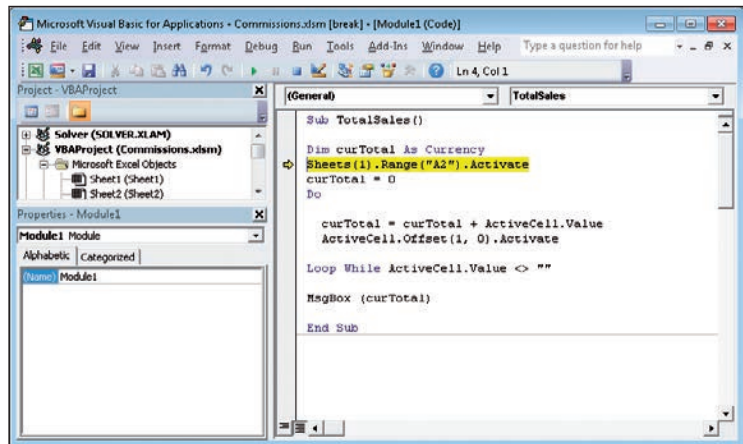 Microsoft Visual Basic for Applications - Commissions.xlsm [break] - [Module1 (Code)]
File Edit View Insert Format Debug Run Tools Add-Ins Window Help Type a question for help
Ln 4, Col 1
Project - VBAProject
Solver (SOLVER.XLAM)
VBAProject (Commissions.xlsm)
Microsoft Excel Objects
Sheet1 (Sheet1)
Sheet2 (Sheet2)
Properties - Module1
Module1 Module
Alphabetic Categorized
(Name) Module1
(General) TotalSales
Sub TotalSales()
Dim curTotal As Currency
Sheets(1).Range("A2").Activate
curTotal = 0
Do
curTotal = curTotal + ActiveCell.Value
ActiveCell.Offset(1, 0).Activate
Loop While ActiveCell.Value <> ""
MsgBox (curTotal)
End Sub